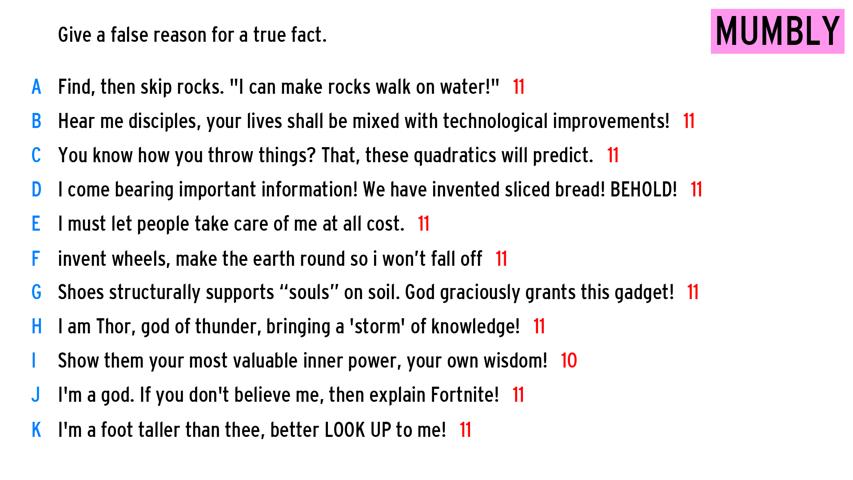 MUMBLY
Give a false reason for a true fact.
A Find, then skip rocks. "I can make rocks walk on water!" 11
B Hear me disciples, your lives shall be mixed with technological improvements! 11
C You know how you throw things? That, these quadratics will predict. 11
D I come bearing important information! We have invented sliced bread! BEHOLD! 11
E I must let people take care of me at all cost. 11
F invent wheels, make the earth round so i won’t fall off 11
G Shoes structurally supports “souls” on soil. God graciously grants this gadget! 11
H I am Thor, god of thunder, bringing a 'storm' of knowledge! 11
I Show them your most valuable inner power, your own wisdom! 10
J I'm a god. If you don't believe me, then explain Fortnite! 11
K I'm a foot taller than thee, better LOOK UP to me! 11